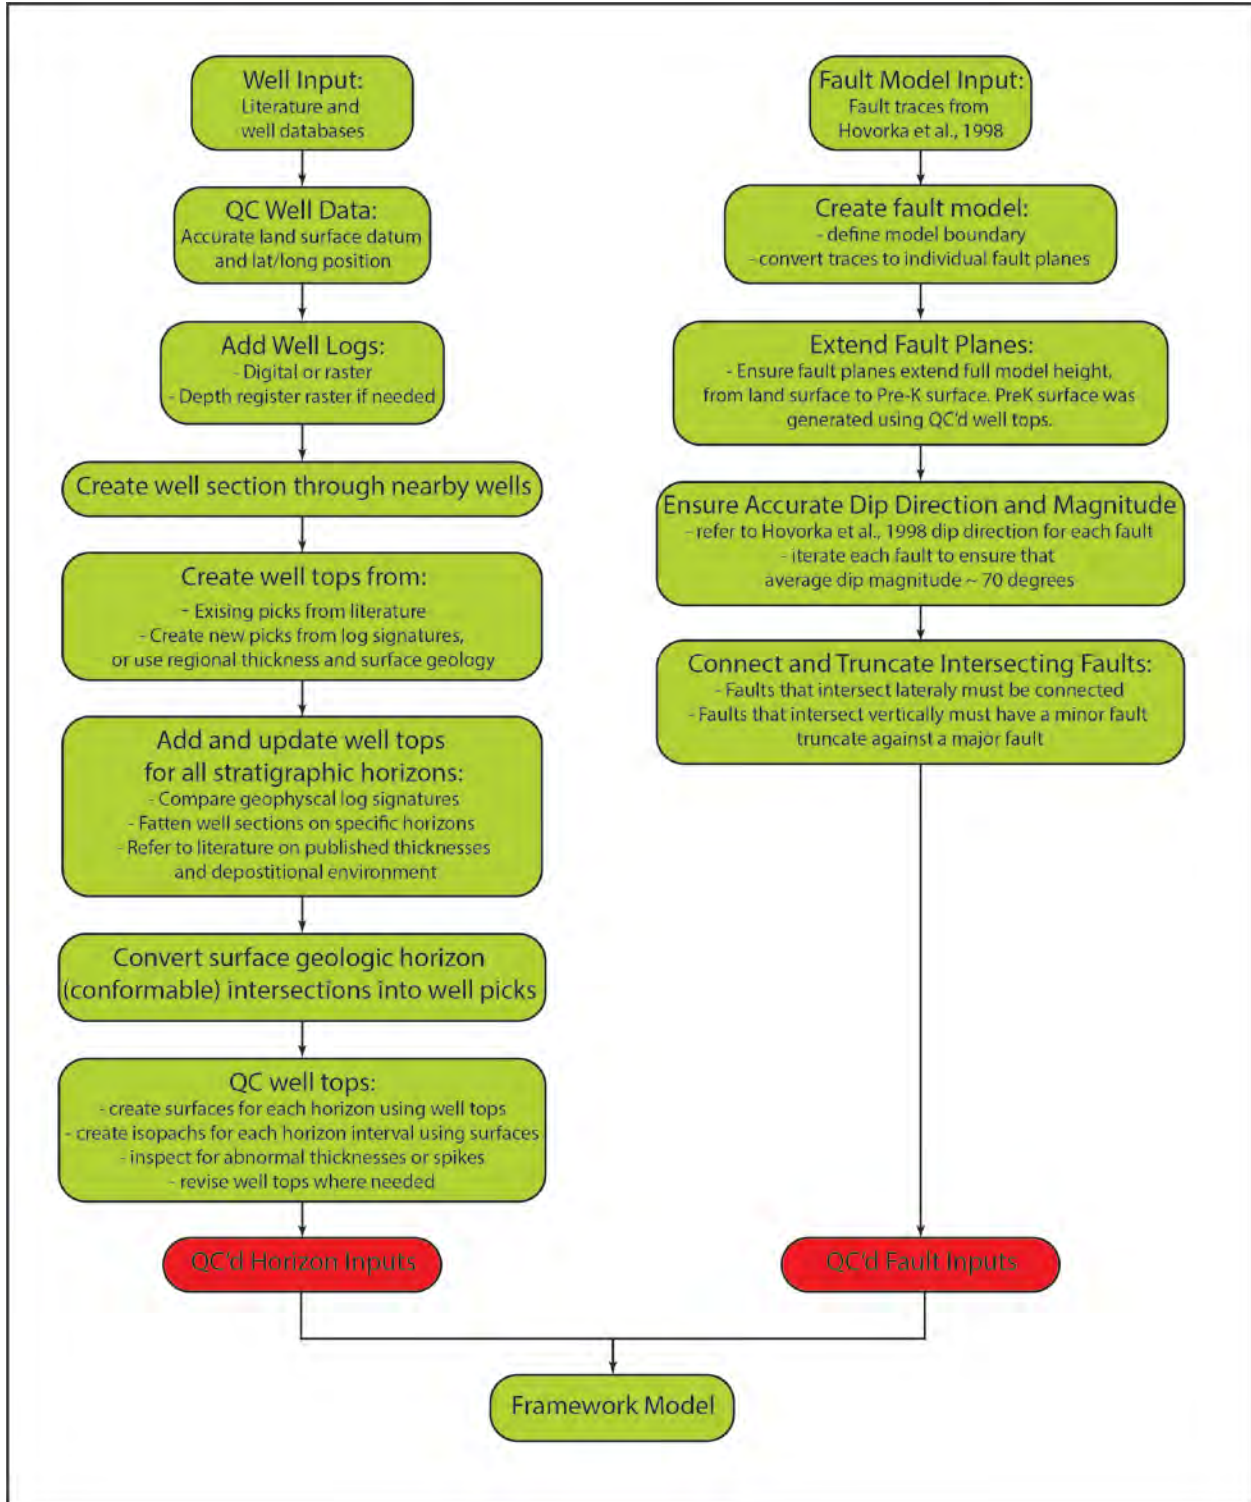 Well Input:
Literature and
well databases
QC Well Data:
Accurate land surface datum
and lat/long position
Add Well Logs:
- Digital or raster
- Depth register raster if needed
Create well section through nearby wells
Create well tops from:
- Exising picks from literature
- Create new picks from log signatures,
or use regional thickness and surface geology
Add and update well tops
for all stratigraphic horizons:
- Compare geophyscal log signatures
- Fatten well sections on specific horizons
- Refer to literature on published thicknesses
and depostitional environment
Convert surface geologic horizon
(conformable) intersections into well picks
QC well tops:
- create surfaces for each horizon using well tops
- create isopachs for each horizon interval using surfaces
- inspect for abnormal thicknesses or spikes
- revise well tops where needed
QC'd Horizon Inputs
Fault Model Input:
Fault traces from
Hovorka et al., 1998
Create fault model:
- define model boundary
- convert traces to individual fault planes
Extend Fault Planes:
- Ensure fault planes extend full model height,
from land surface to Pre-K surface. PreK surface was
generated using QC'd well tops.
Ensure Accurate Dip Direction and Magnitude
- refer to Hovorka et al., 1998 dip direction for each fault
- iterate each fault to ensure that
average dip magnitude ~ 70 degrees
Connect and Truncate Intersecting Faults:
- Faults that intersect lateraly must be connected
- Faults that intersect vertically must have a minor fault
truncate against a major fault
QC'd Fault Inputs
Framework Model